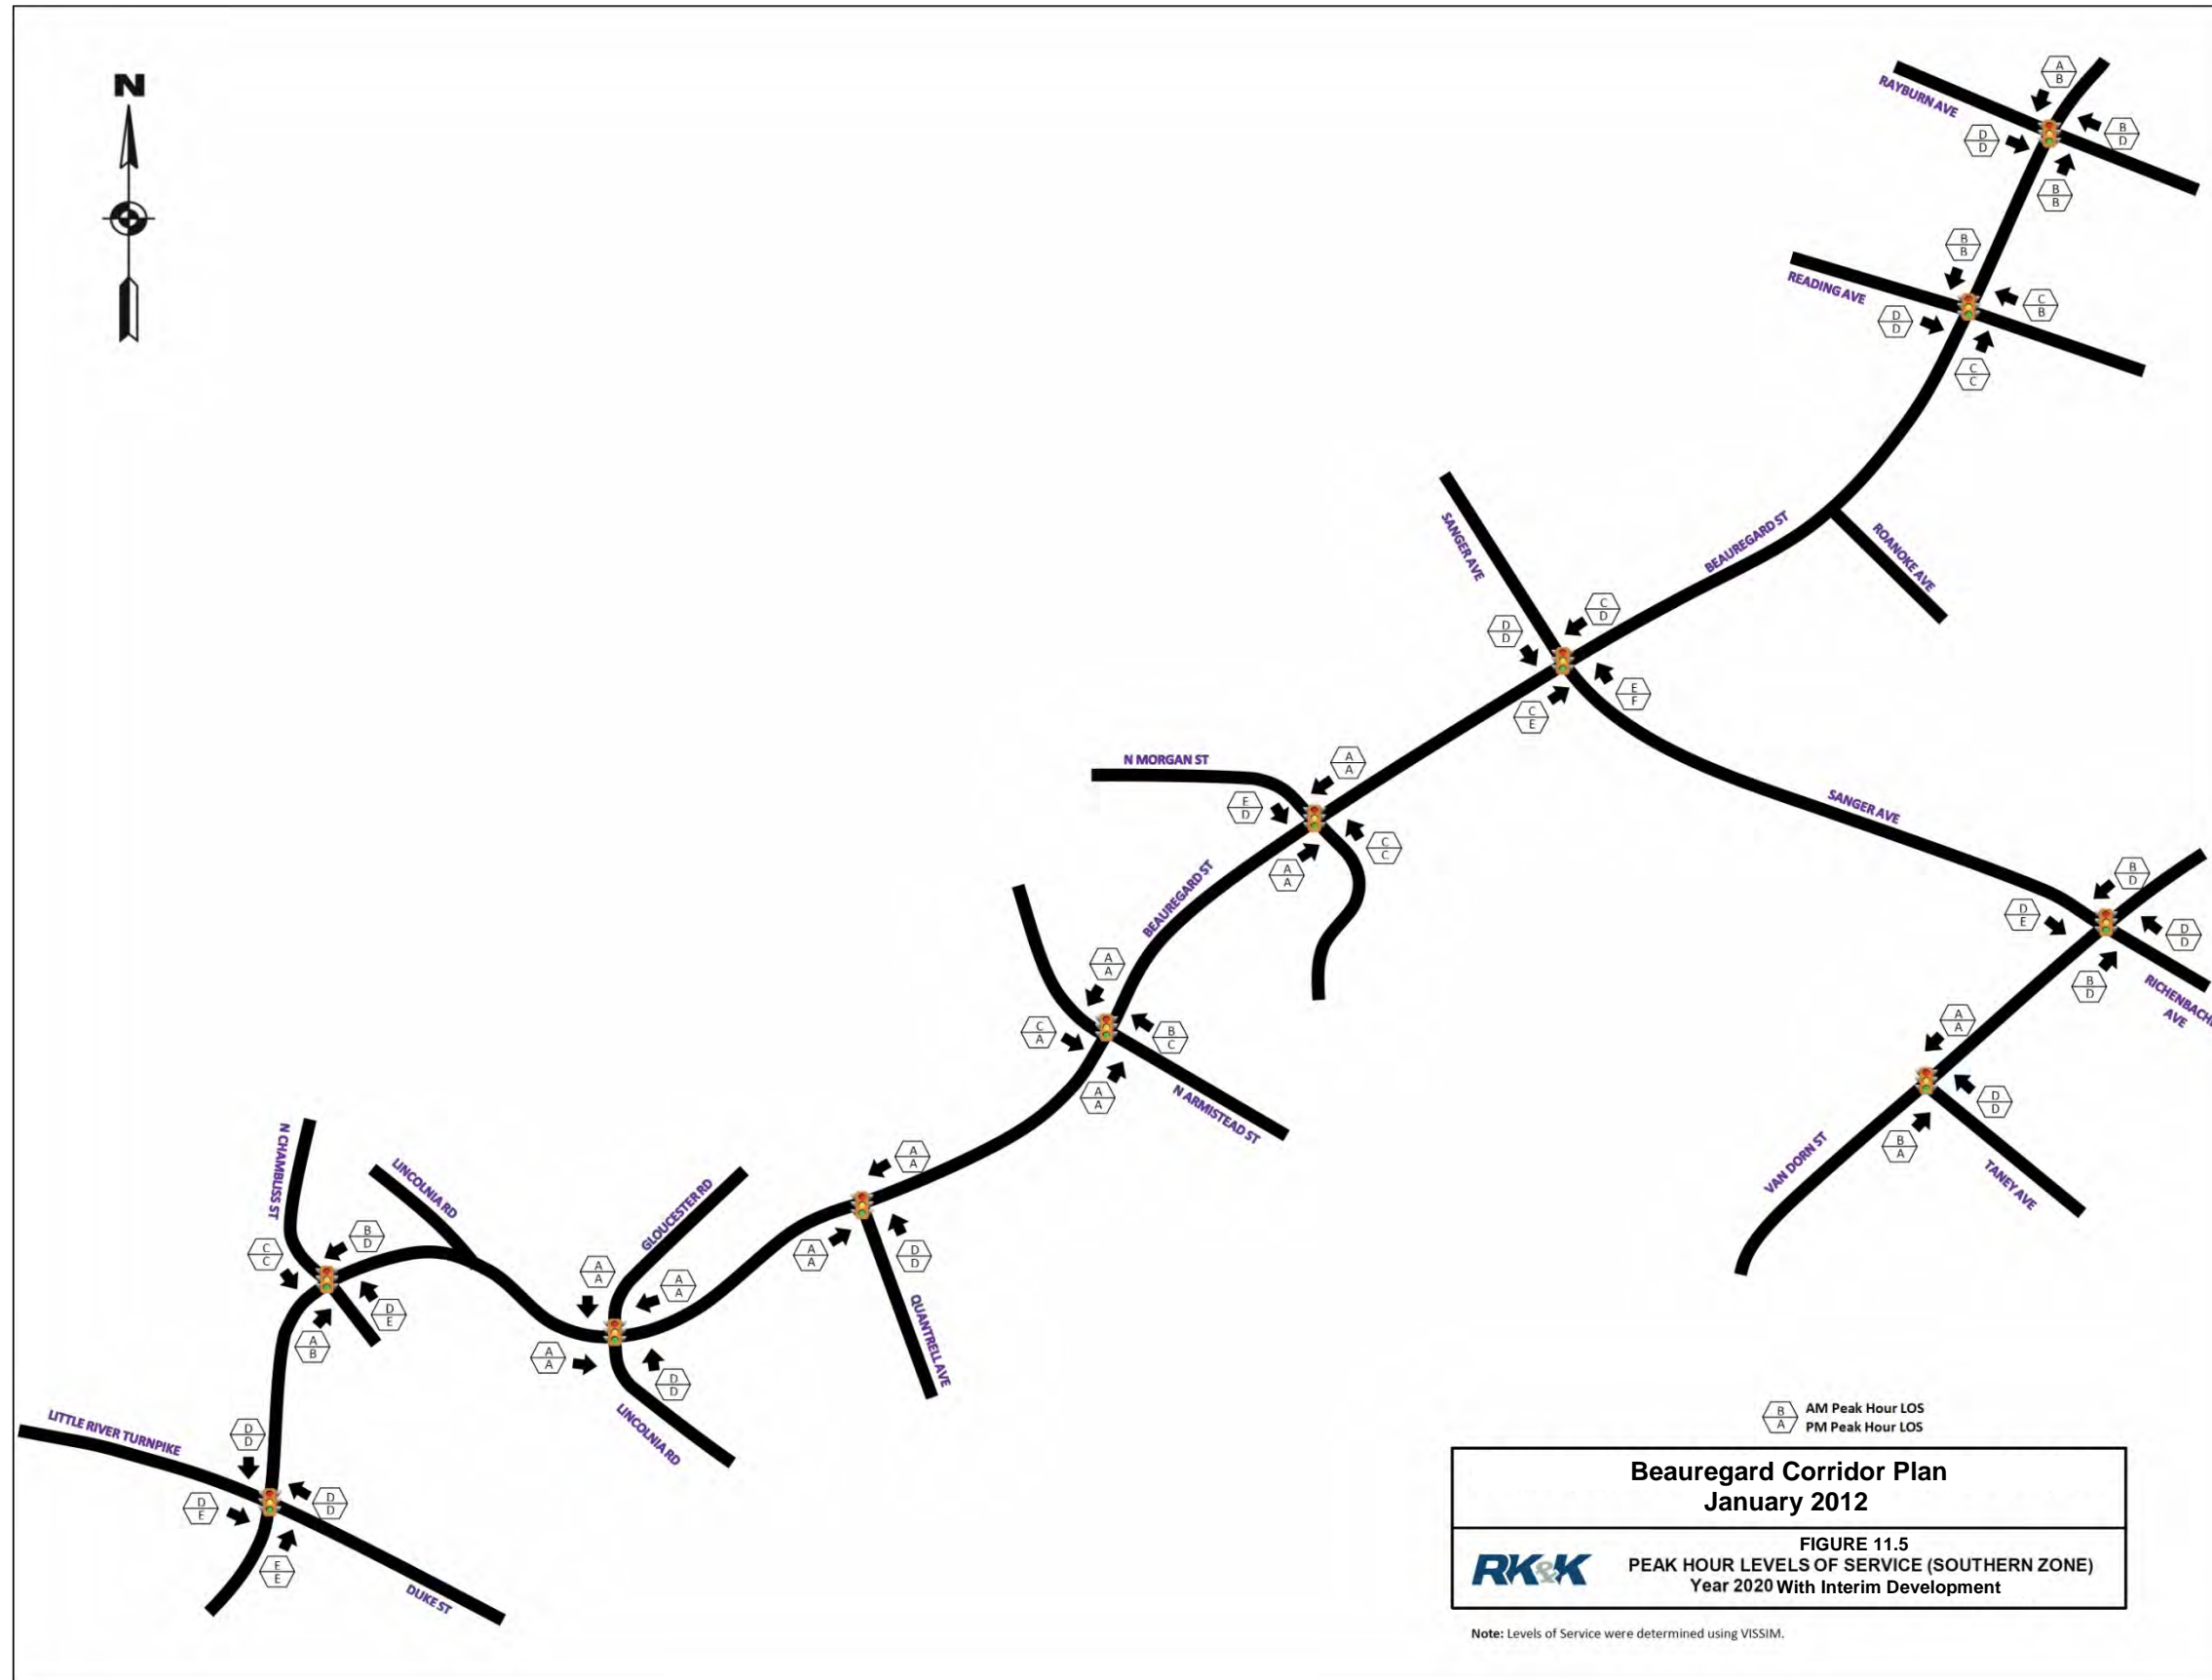 N
RAYBURN AVE
A
B
D
D
B
D
B
B
READING AVE
B
B
D
D
C
B
C
C
SANGER AVE
BEAUREGARD ST
ROANOKE AVE
C
D
D
D
E
F
C
E
N MORGAN ST
A
A
D
C
C
A
A
SANGER AVE
BEAUREGARD ST
B
D
D
E
D
D
B
D
RICHENBACHE
AVE
A
A
C
A
B
C
A
A
N ARMISTEAD ST
A
A
D
D
B
A
VAN DORN ST
TANEY AVE
N CHAMBLISS ST
LINCOLNIA RD
GLOUCESTER RD
A
A
A
A
D
D
QUANTRELL AVE
B
D
C
C
D
E
A
B
A
A
A
A
A
A
D
D
LINCOLNIA RD
LITTLE RIVER TURNPIKE
D
D
D
E
D
D
E
DUKE ST
B
A
AM Peak Hour LOS
PM Peak Hour LOS
Beauregard Corridor Plan
January 2012
RK&K
FIGURE 11.5
PEAK HOUR LEVELS OF SERVICE (SOUTHERN ZONE)
Year 2020 With Interim Development
Note: Levels of Service were determined using VISSIM.